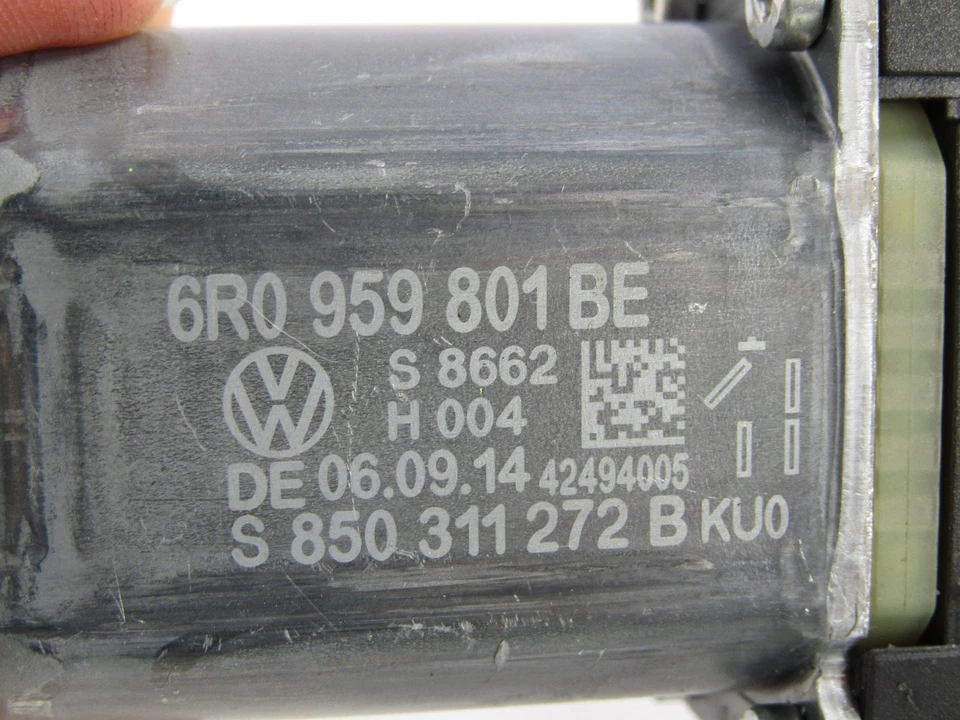 6R0 959 801 BE
S 8662
H 004
DE 06.09.14 42494005
S 850 311 272 B KU0